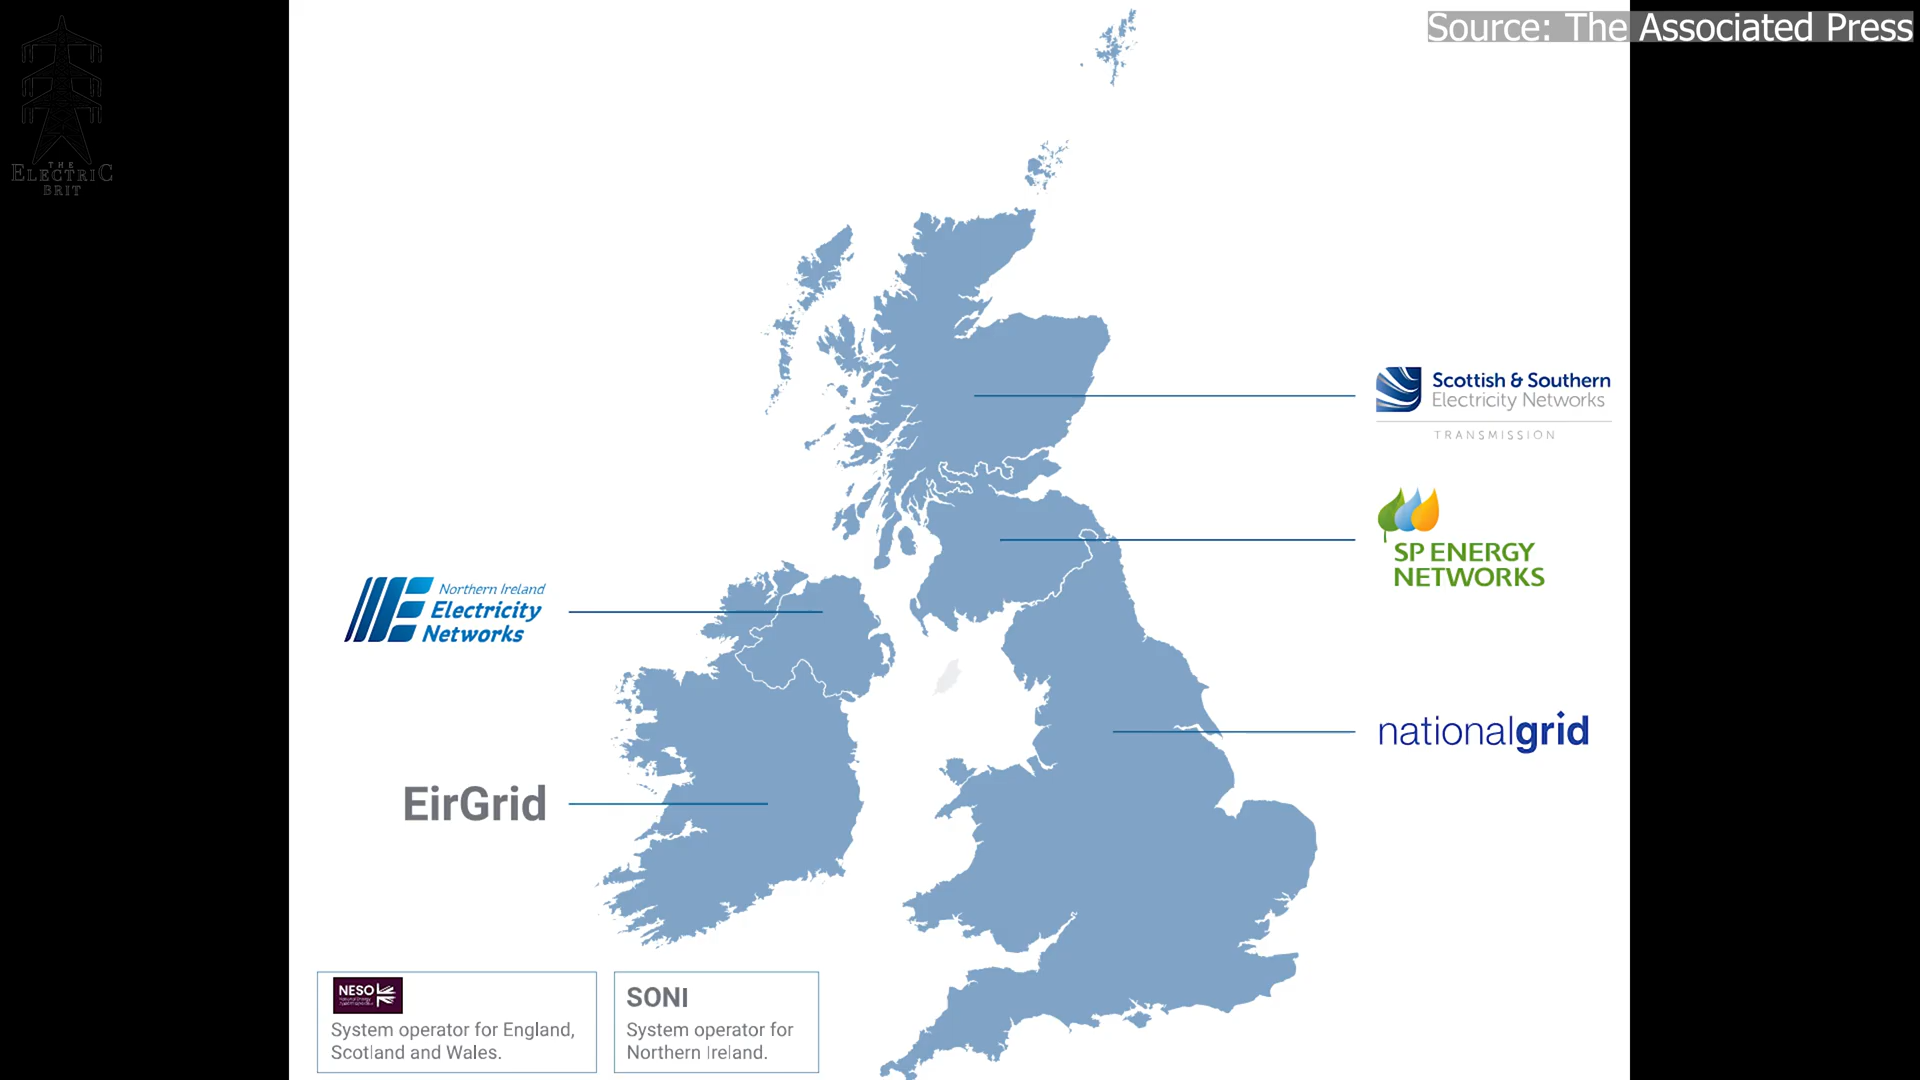 Source: The Associated Press
THE
ELECTRIC
BRIT
Scottish & Southern
Electricity Networks
TRANSMISSION
SP ENERGY
NETWORKS
Northern Ireland
Electricity
Networks
nationalgrid
EirGrid
NESO
System operator for England,
Scotland and Wales.
SONI
System operator for
Northern Ireland.